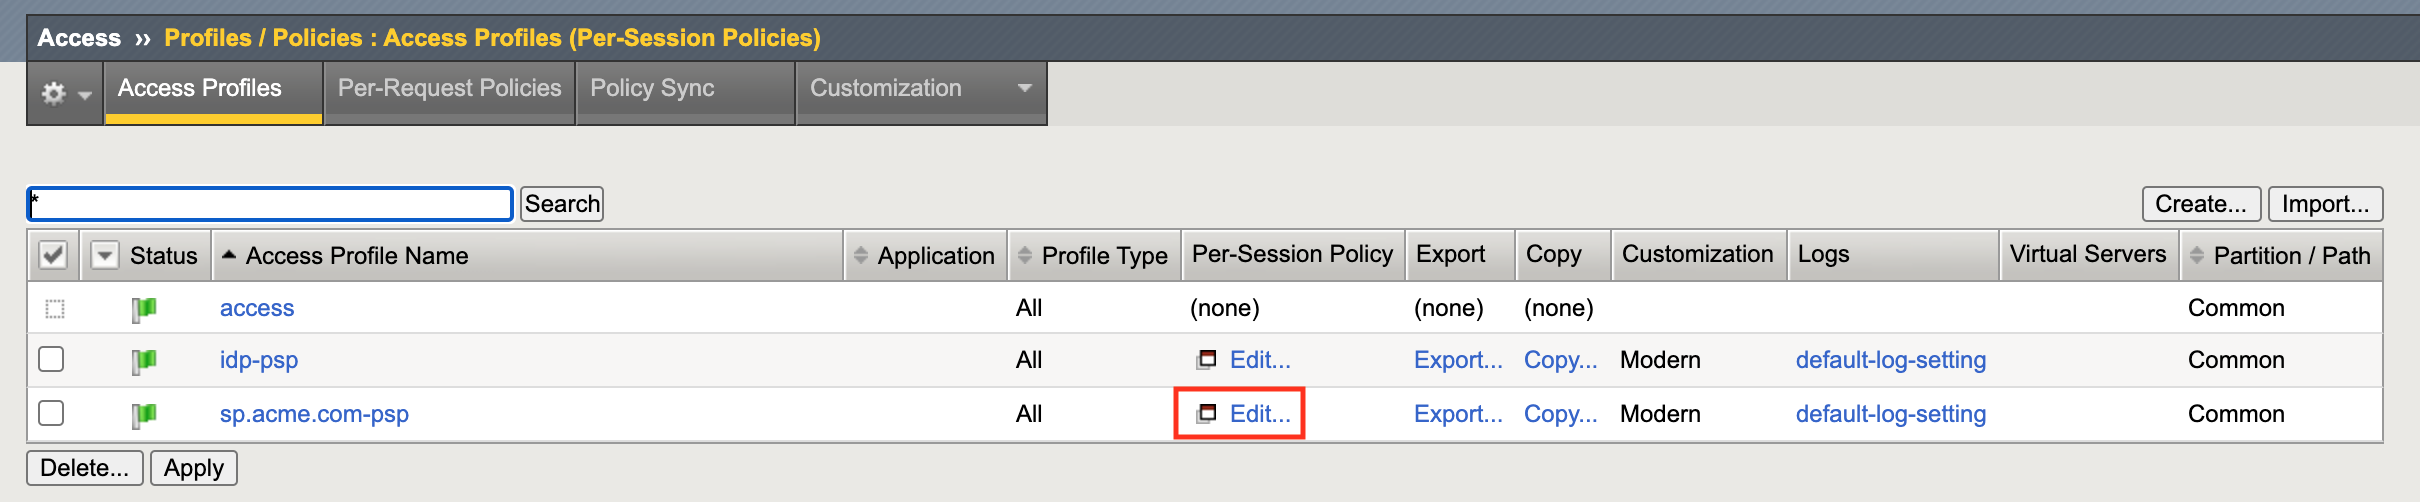 Access ›› Profiles / Policies : Access Profiles (Per-Session Policies)
Access Profiles Per-Request Policies Policy Sync Customization
* Search Create... Import...
Status Access Profile Name Application Profile Type Per-Session Policy Export Copy Customization Logs Virtual Servers Partition / Path
access All (none) (none) (none) Common
idp-psp All Edit... Export... Copy... Modern default-log-setting Common
sp.acme.com-psp All Edit... Export... Copy... Modern default-log-setting Common
Delete... Apply